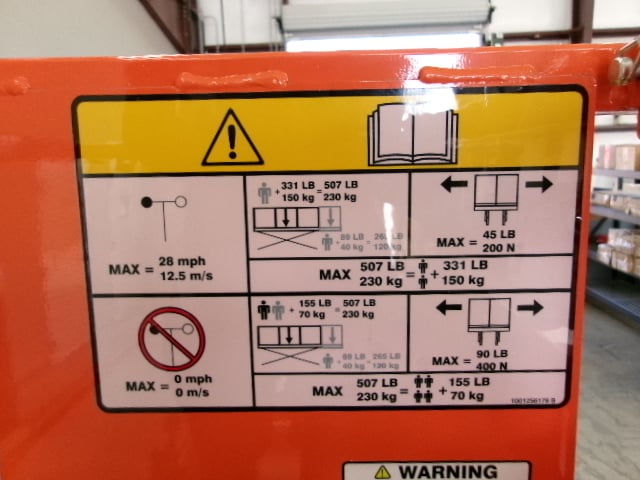 + 331 LB = 507 LB
150 kg 230 kg
+ 89 LB = 265 LB
40 kg 120 kg
MAX = 28 mph
12.5 m/s
MAX = 45 LB
200 N
MAX 507 LB = + 331 LB
230 kg 150 kg
+ 155 LB = 507 LB
70 kg 230 kg
+ 89 LB = 265 LB
40 kg 120 kg
MAX = 0 mph
0 m/s
MAX = 90 LB
400 N
MAX 507 LB = + 155 LB
230 kg 70 kg
1001256176 B
WARNING